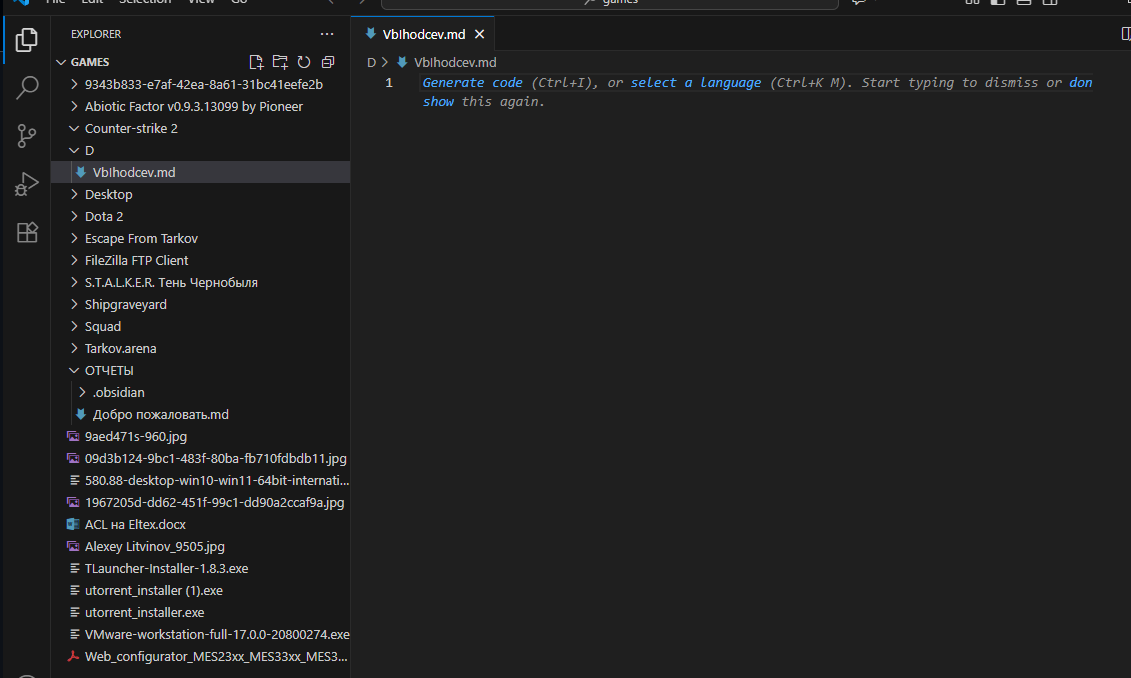 File Edit Selection View Go
games
EXPLORER
VbIhodcev.md
GAMES
D > VbIhodcev.md
9343b833-e7af-42ea-8a61-31bc41eefe2b
1
Generate code (Ctrl+I), or select a language (Ctrl+K M). Start typing to dismiss or don
show this again.
Abiotic Factor v0.9.3.13099 by Pioneer
Counter-strike 2
D
VbIhodcev.md
Desktop
Dota 2
Escape From Tarkov
FileZilla FTP Client
S.T.A.L.K.E.R. Тень Чернобыля
Shipgraveyard
Squad
Tarkov.arena
ОТЧЕТЫ
.obsidian
Добро пожаловать.md
9aed471s-960.jpg
09d3b124-9bc1-483f-80ba-fb710fdbdb11.jpg
580.88-desktop-win10-win11-64bit-internati...
1967205d-dd62-451f-99c1-dd90a2ccaf9a.jpg
ACL на Eltex.docx
Alexey Litvinov_9505.jpg
TLauncher-Installer-1.8.3.exe
utorrent_installer (1).exe
utorrent_installer.exe
VMware-workstation-full-17.0.0-20800274.exe
Web_configurator_MES23xx_MES33xx_MES3...